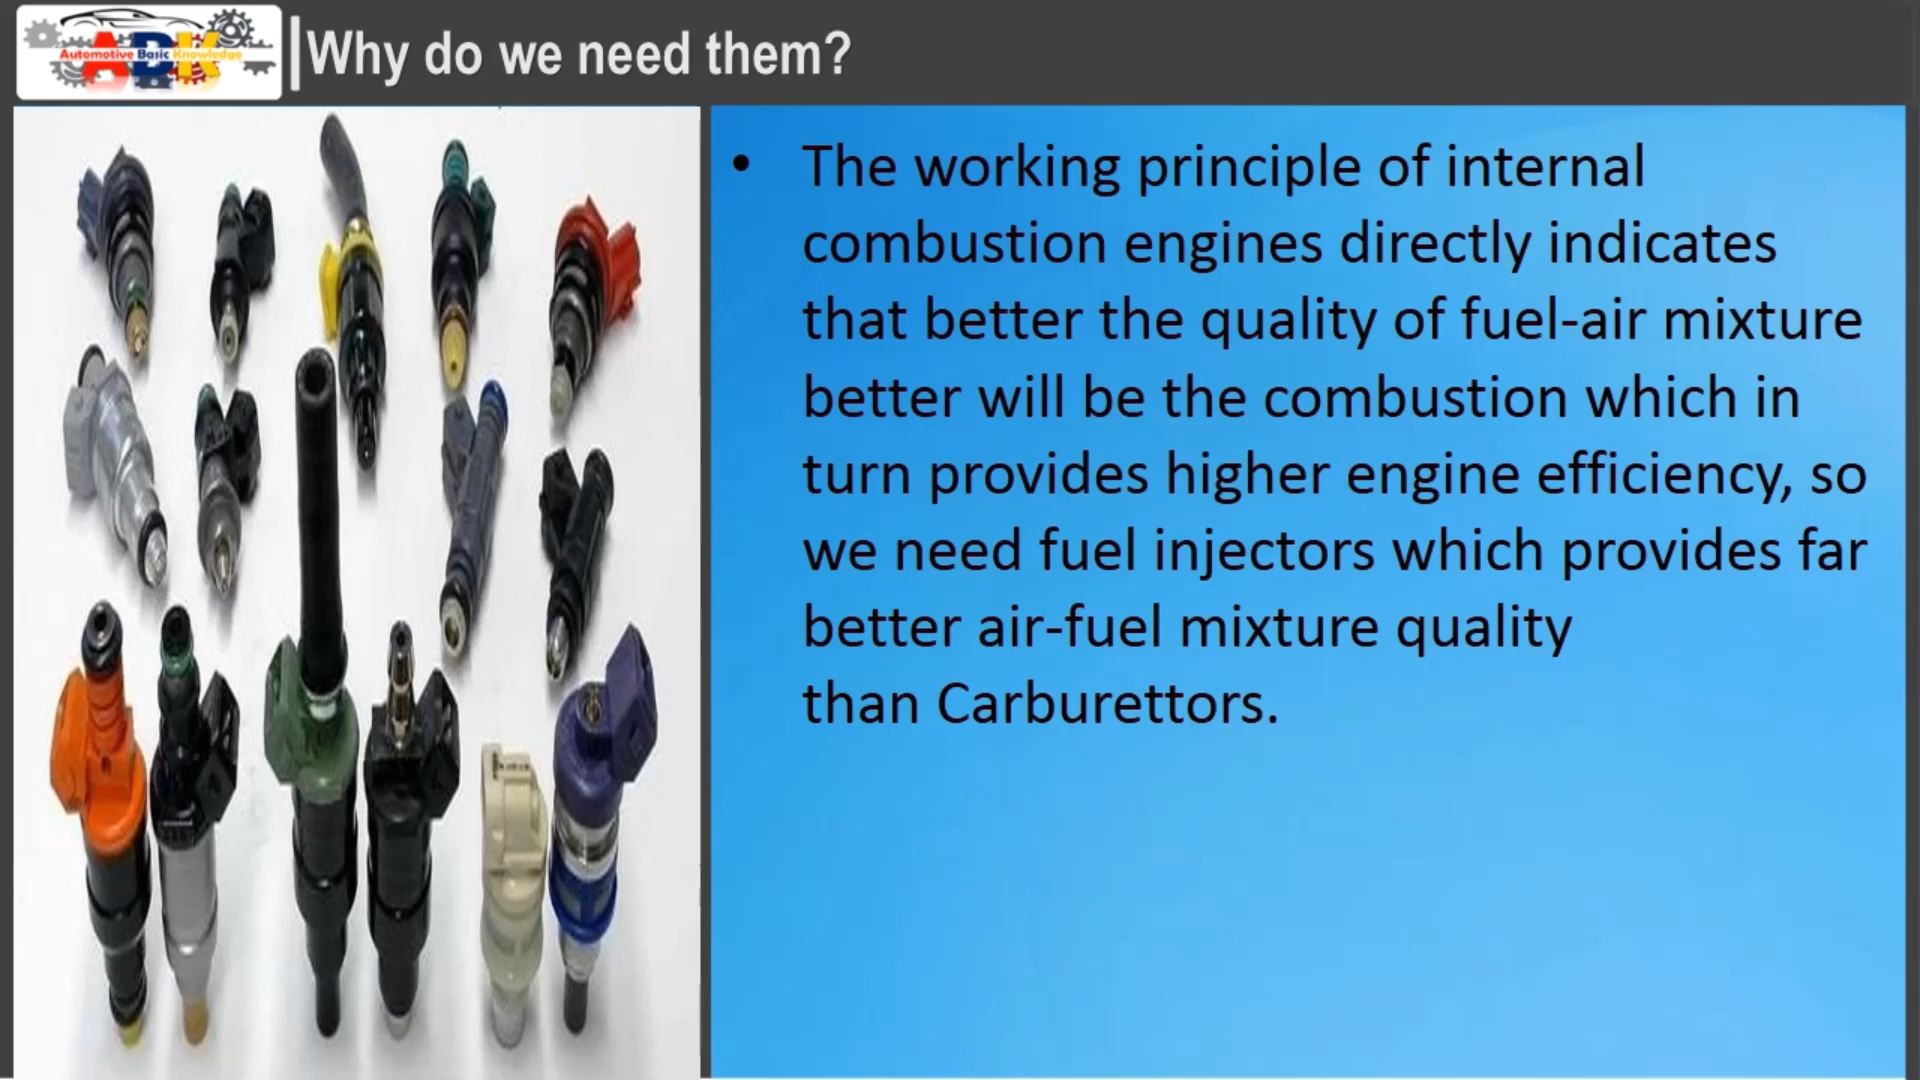 ABK
Automotive Basic Knowledge
Why do we need them?
• The working principle of internal
combustion engines directly indicates
that better the quality of fuel-air mixture
better will be the combustion which in
turn provides higher engine efficiency, so
we need fuel injectors which provides far
better air-fuel mixture quality
than Carburettors.